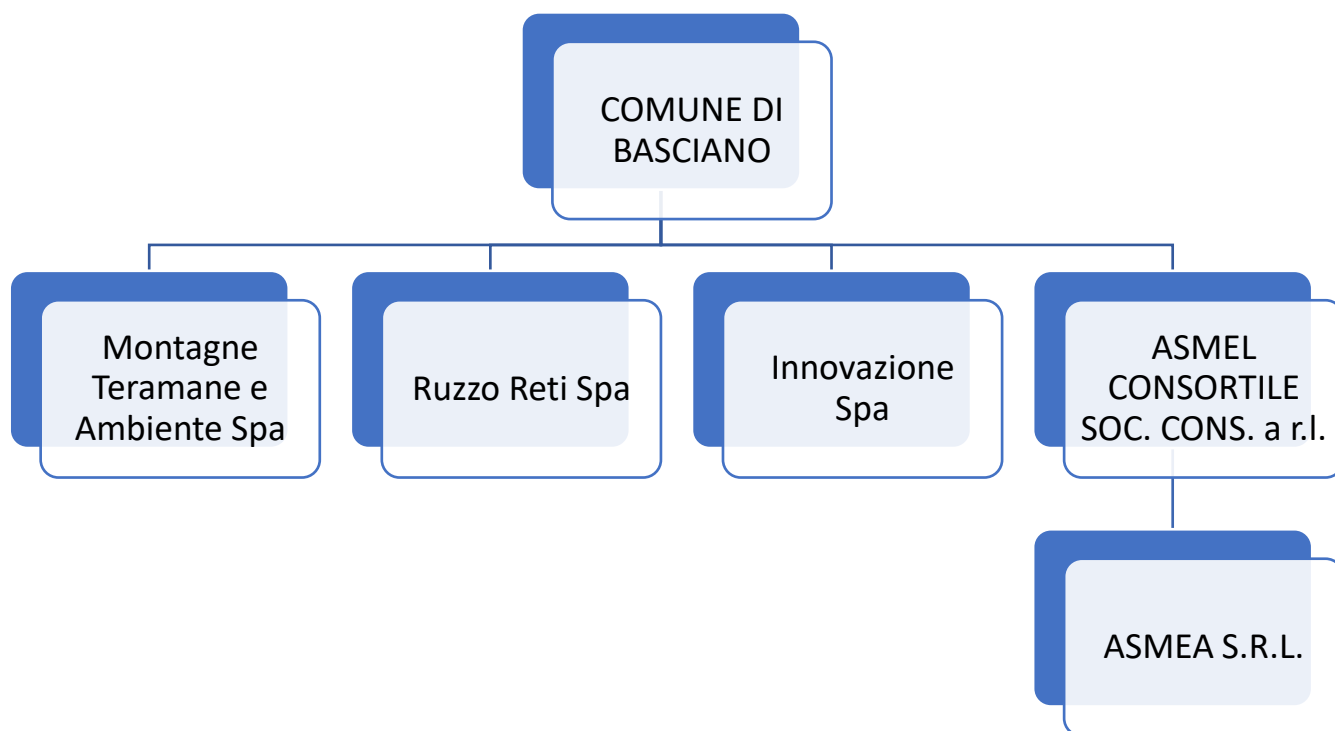 COMUNE DI
BASCIANO
Montagne
Teramane e
Ambiente Spa
Ruzzo Reti Spa
Innovazione
Spa
ASMEL
CONSORTILE
SOC. CONS. a r.l.
ASMEA S.R.L.